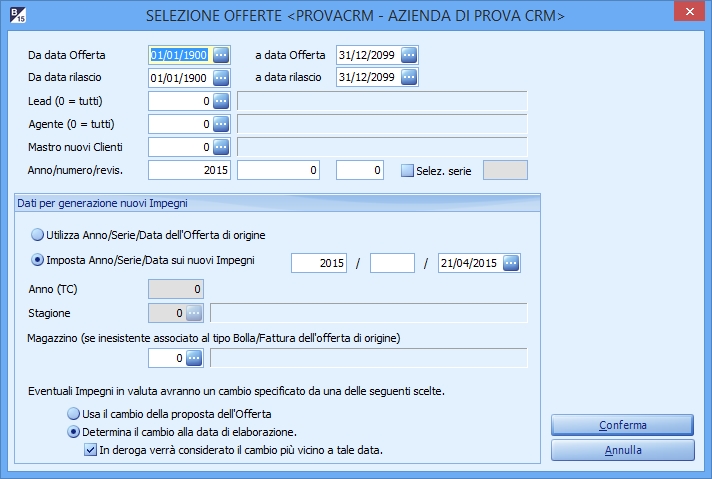 B 15 SELEZIONE OFFERTE <PROVACRM - AZIENDA DI PROVA CRM>
Da data Offerta 01/01/1900 ... a data Offerta 31/12/2099 ...
Da data rilascio 01/01/1900 ... a data rilascio 31/12/2099 ...
Lead (0 = tutti) 0 ...
Agente (0 = tutti) 0 ...
Mastro nuovi Clienti 0 ...
Anno/numero/revis. 2015 0 0 Selez. serie
Dati per generazione nuovi Impegni
Utilizza Anno/Serie/Data dell'Offerta di origine
Imposta Anno/Serie/Data sui nuovi Impegni 2015 / / 21/04/2015 ...
Anno (TC) 0
Stagione 0 ...
Magazzino (se inesistente associato al tipo Bolla/Fattura dell'offerta di origine)
0 ...
Eventuali Impegni in valuta avranno un cambio specificato da una delle seguenti scelte.
Usa il cambio della proposta dell'Offerta
Determina il cambio alla data di elaborazione.
In deroga verrà considerato il cambio più vicino a tale data.
Conferma
Annulla